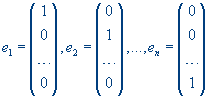 e₁ = (1 0 ... 0), e₂ = (0 1 ... 0), ..., eₙ = (0 0 ... 1)